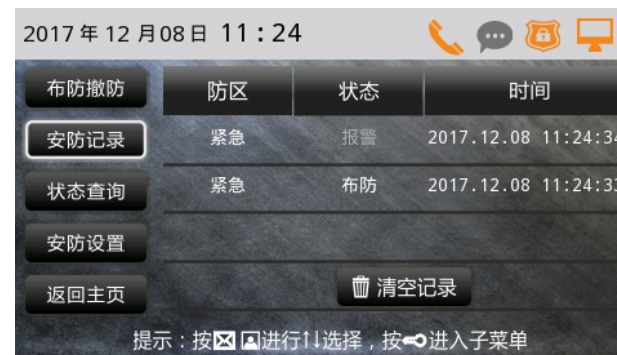 2017年12月08日 11:24
布防撤防
防区 状态 时间
安防记录
紧急 报警 2017.12.08 11:24:34
状态查询
紧急 布防 2017.12.08 11:24:33
安防设置
返回主页
清空记录
提示：按进行↑↓选择，按进入子菜单